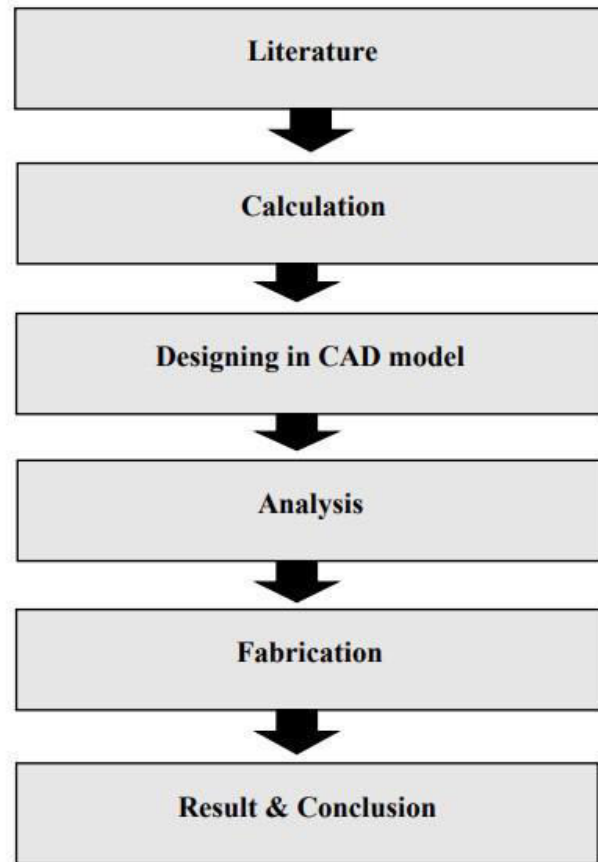 Literature
Calculation
Designing in CAD model
Analysis
Fabrication
Result & Conclusion